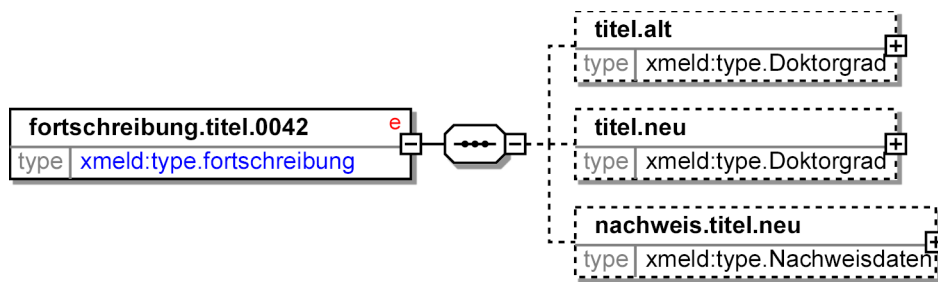 titel.alt
type xmeld:type.Doktorgrad
fortschreibung.titel.0042 e
type xmeld:type.fortschreibung
titel.neu
type xmeld:type.Doktorgrad
nachweis.titel.neu
type xmeld:type.Nachweisdaten